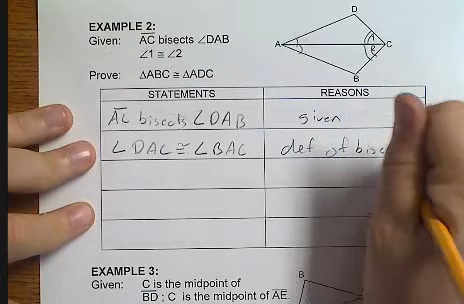 EXAMPLE 2:
Given: AC bisects ∠DAB
∠1 ≅ ∠2
Prove: ΔABC ≅ ΔADC
D
A
C
B
STATEMENTS REASONS
AC bisects ∠DAB given
∠DAC ≅ ∠BAC def of
EXAMPLE 3:
Given: C is the midpoint of
BD ; C is the midpoint of AE
B